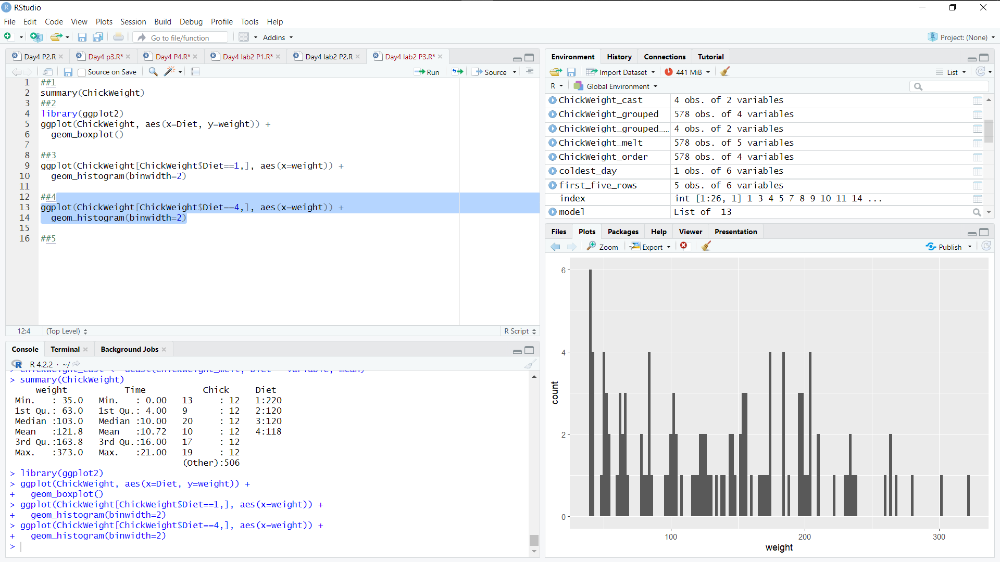 RStudio
File Edit Code View Plots Session Build Debug Profile Tools Help
Go to file/function Addins Project: (None)
Day4 P2.R Day4 p3.R* Day4 P4.R* Day4 lab2 P1.R* Day4 lab2 P2.R Day4 lab2 P3.R*
Source on Save Run Source
1 ##1
2 summary(ChickWeight)
3 ##2
4 library(ggplot2)
5 ggplot(ChickWeight, aes(x=Diet, y=weight)) +
6 geom_boxplot()
7
8 ##3
9 ggplot(ChickWeight[ChickWeight$Diet==1,], aes(x=weight)) +
10 geom_histogram(binwidth=2)
11
12 ##4
13 ggplot(ChickWeight[ChickWeight$Diet==4,], aes(x=weight)) +
14 geom_histogram(binwidth=2)
15
16 ##5
12:4 (Top Level) R Script
Console Terminal Background Jobs
R 4.2.2 · ~/
> ChickWeight_cast <- dcast(ChickWeight_melt, Diet ~ variable, mean)
> summary(ChickWeight)
weight Time Chick Diet
Min. : 35.0 Min. : 0.00 13 : 12 1:220
1st Qu.: 63.0 1st Qu.: 4.00 9 : 12 2:120
Median :103.0 Median :10.00 20 : 12 3:120
Mean :121.8 Mean :10.72 10 : 12 4:118
3rd Qu.:163.8 3rd Qu.:16.00 17 : 12
Max. :373.0 Max. :21.00 19 : 12
(Other):506
> library(ggplot2)
> ggplot(ChickWeight, aes(x=Diet, y=weight)) +
+ geom_boxplot()
> ggplot(ChickWeight[ChickWeight$Diet==1,], aes(x=weight)) +
+ geom_histogram(binwidth=2)
> ggplot(ChickWeight[ChickWeight$Diet==4,], aes(x=weight)) +
+ geom_histogram(binwidth=2)
>
Environment History Connections Tutorial
Import Dataset 441 MiB List
R Global Environment
ChickWeight_cast 4 obs. of 2 variables
ChickWeight_grouped 578 obs. of 4 variables
ChickWeight_grouped_… 4 obs. of 2 variables
ChickWeight_melt 578 obs. of 5 variables
ChickWeight_order 578 obs. of 4 variables
coldest_day 1 obs. of 6 variables
first_five_rows 5 obs. of 6 variables
index int [1:26, 1] 1 3 4 5 7 8 9 10 11 14 ...
model List of 13
Files Plots Packages Help Viewer Presentation
Zoom Export Publish
6
4
2
0
count
100 200 300
weight